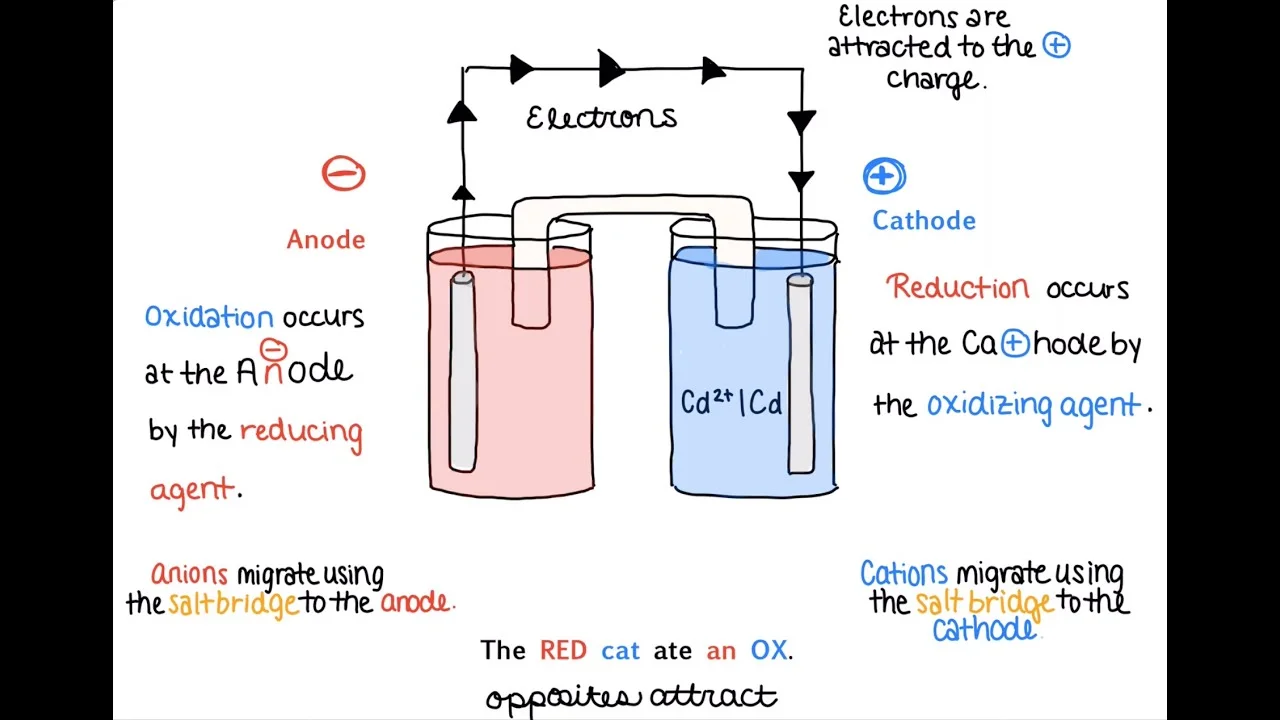 Electrons are
attracted to the ⊕
charge.
Electrons
⊖
⊕
Anode
Cathode
Oxidation occurs
at the Anode
⊖
by the reducing
agent.
Reduction occurs
at the Ca⊕hode by
the oxidizing agent.
Cd²⁺|Cd
Anions migrate using
the salt bridge to the anode.
Cations migrate using
the salt bridge to the
cathode.
The RED cat ate an OX.
opposites attract